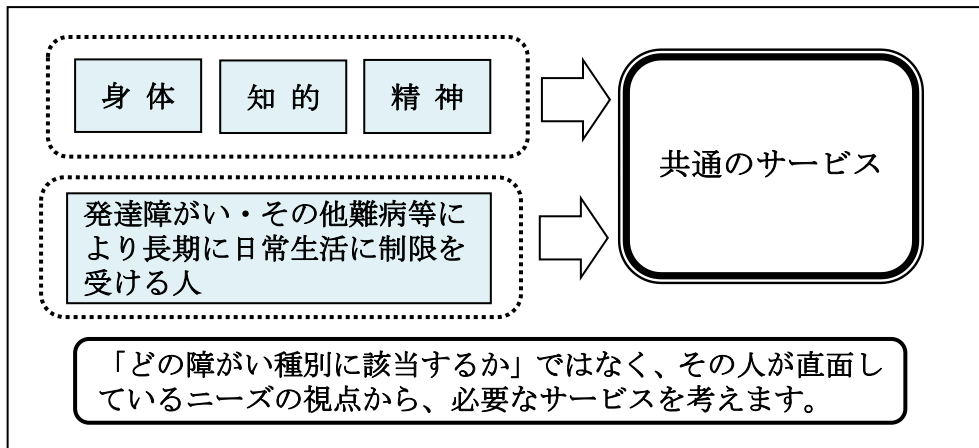 身 体
知 的
精 神
共通のサービス
発達障がい・その他難病等に
より長期に日常生活に制限を
受ける人
「どの障がい種別に該当するか」ではなく、その人が直面し
ているニーズの視点から、必要なサービスを考えます。